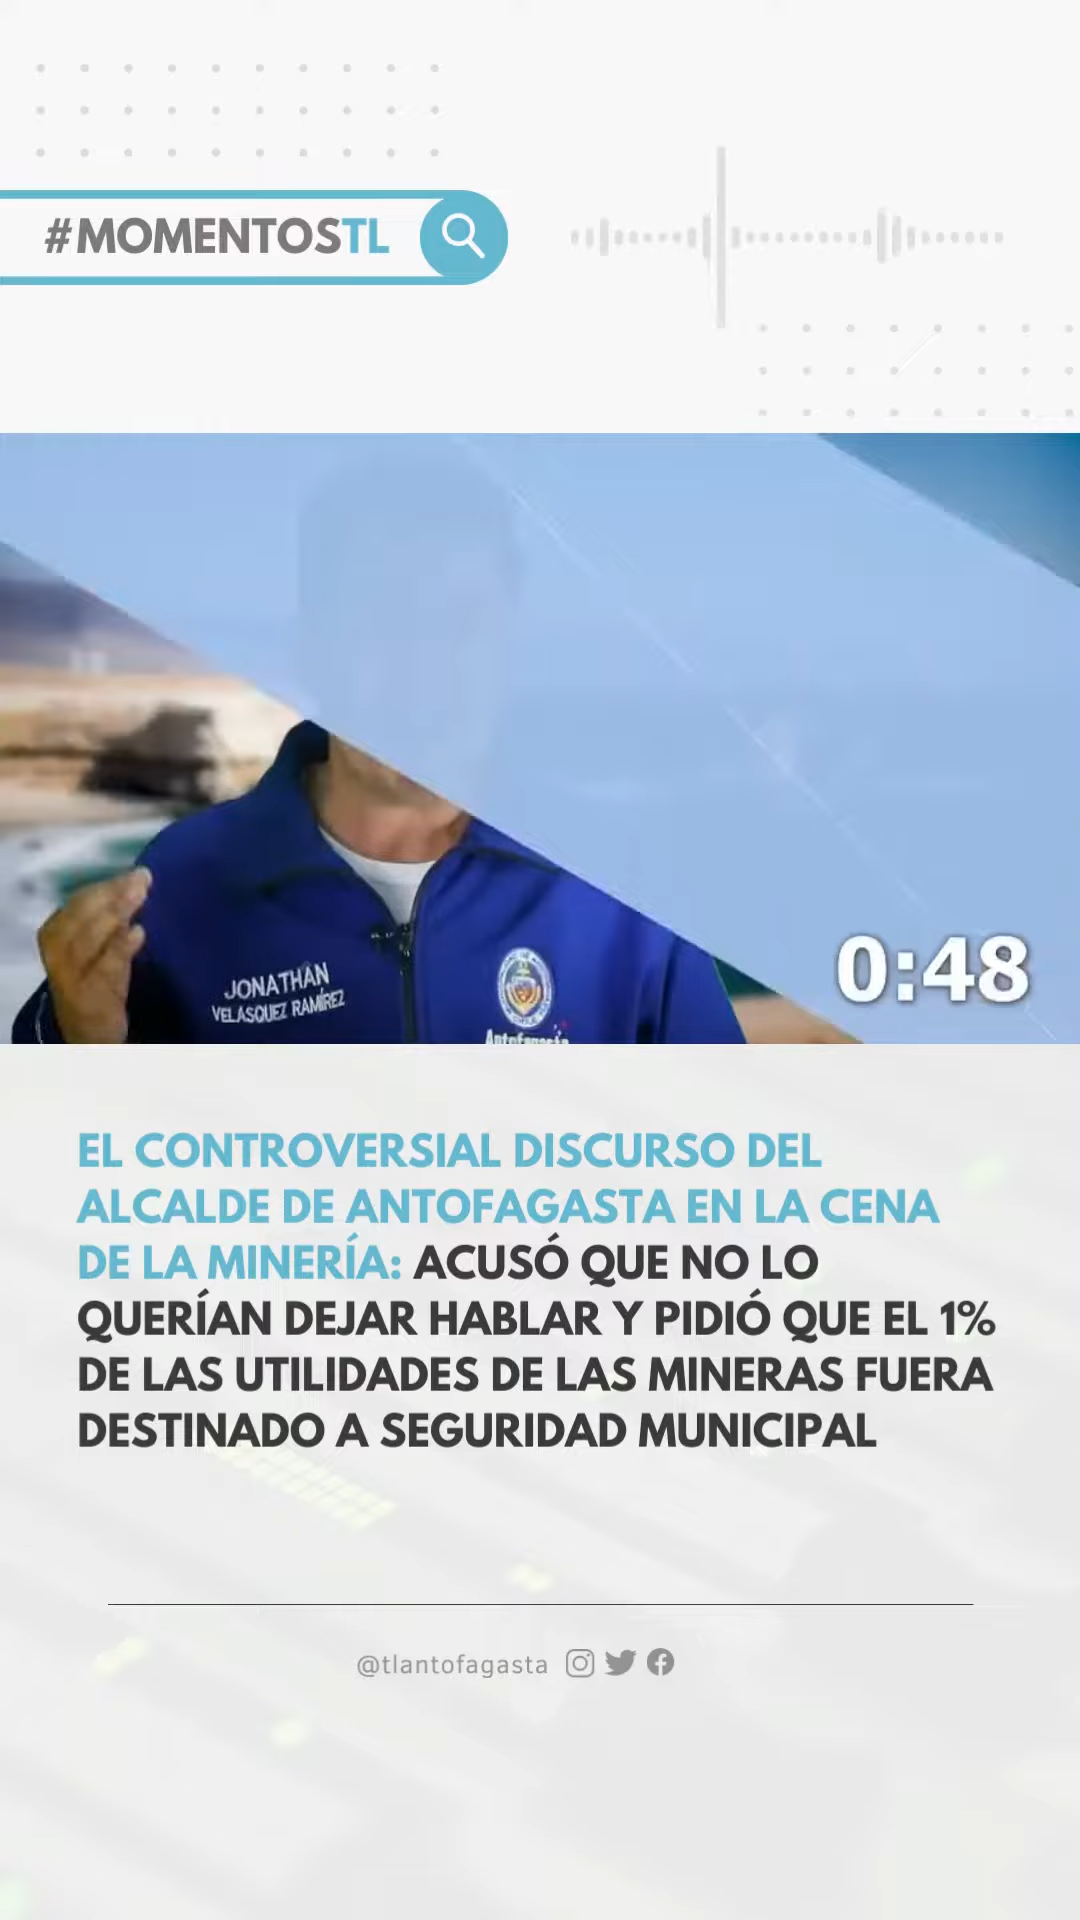 #MOMENTOSTL
JONATHAN
VELASQUEZ RAMÍREZ
Antofagasta
0:48
EL CONTROVERSIAL DISCURSO DEL
ALCALDE DE ANTOFAGASTA EN LA CENA
DE LA MINERÍA: ACUSÓ QUE NO LO
QUERÍAN DEJAR HABLAR Y PIDIÓ QUE EL 1%
DE LAS UTILIDADES DE LAS MINERAS FUERA
DESTINADO A SEGURIDAD MUNICIPAL
@tlantofagasta